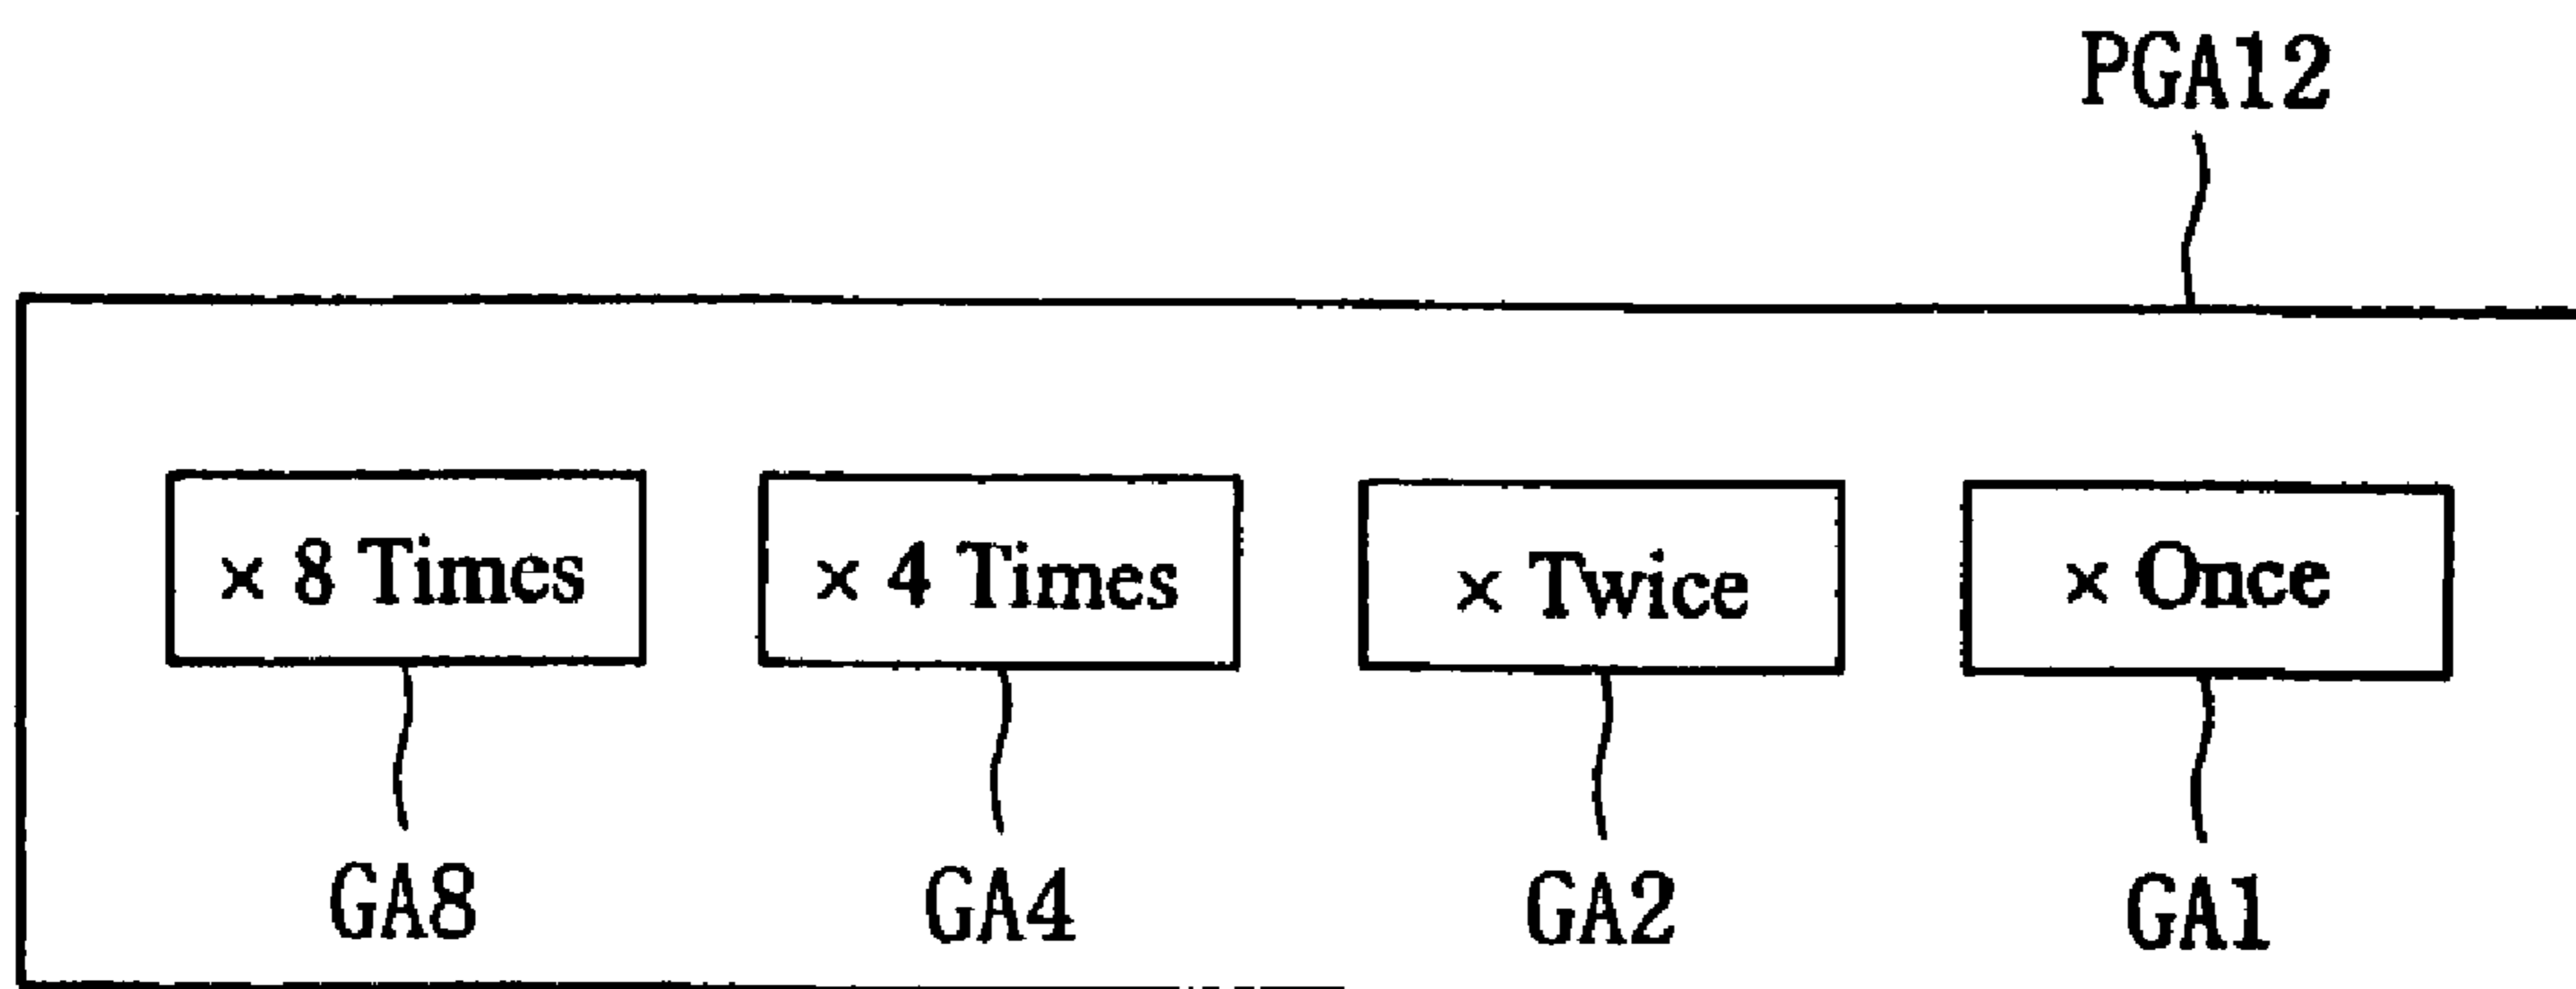 PGA12
× 8 Times × 4 Times × Twice × Once
GA8 GA4 GA2 GA1